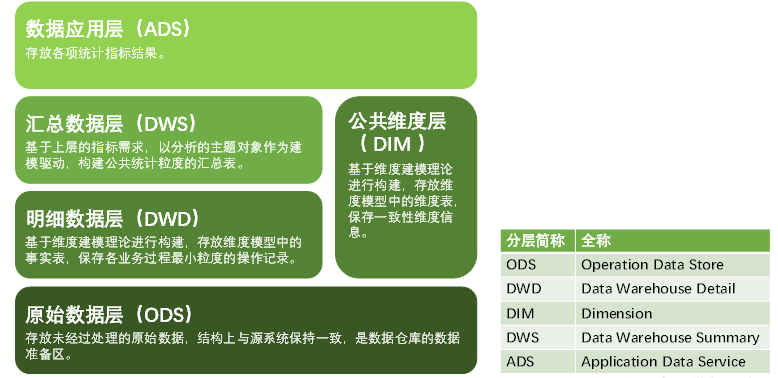 数据应用层（ADS）
存放各项统计指标结果。
汇总数据层（DWS）
基于上层的指标需求，以分析的主题对象作为建
模驱动，构建公共统计粒度的汇总表。
公共维度层
（ DIM ）
基于维度建模理论
进行构建，存放维
度模型中的维度表，
保存一致性维度信
息。
明细数据层（DWD）
基于维度建模理论进行构建，存放维度模型中的
事实表，保存各业务过程最小粒度的操作记录。
原始数据层（ODS）
存放未经过处理的原始数据，结构上与源系统保持一致，是数据仓库的数据
准备区。
分层简称 全称
ODS Operation Data Store
DWD Data Warehouse Detail
DIM Dimension
DWS Data Warehouse Summary
ADS Application Data Service